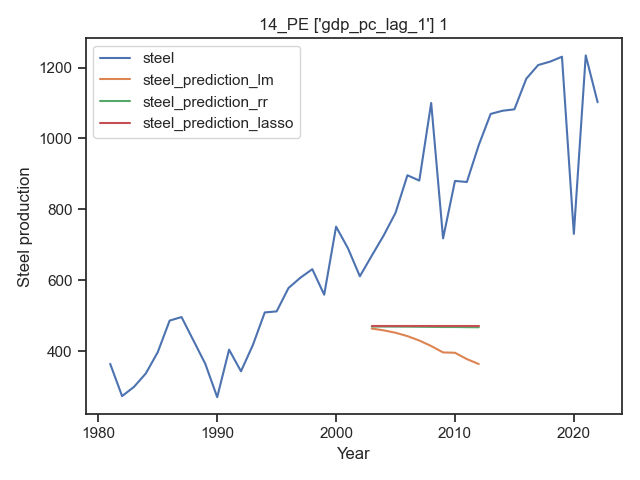 14_PE ['gdp_pc_lag_1'] 1
steel
steel_prediction_lm
steel_prediction_rr
steel_prediction_lasso
Steel production
1200
1000
800
600
400
1980
1990
2000
2010
2020
Year